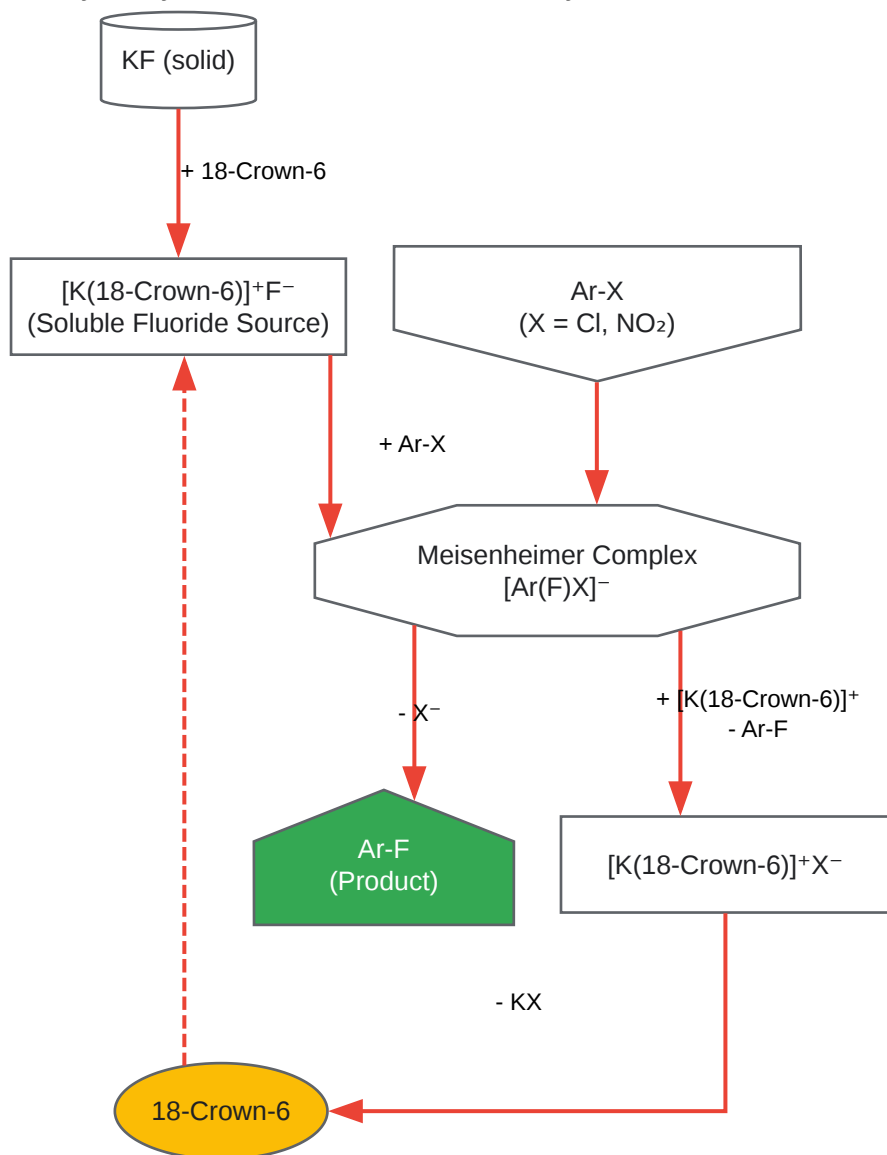 KF (solid)
+ 18-Crown-6
[K(18-Crown-6)]⁺F⁻
(Soluble Fluoride Source)
Ar-X
(X = Cl, NO₂)
+ Ar-X
Meisenheimer Complex
[Ar(F)X]⁻
- X⁻
+ [K(18-Crown-6)]⁺
- Ar-F
Ar-F
(Product)
[K(18-Crown-6)]⁺X⁻
- KX
18-Crown-6